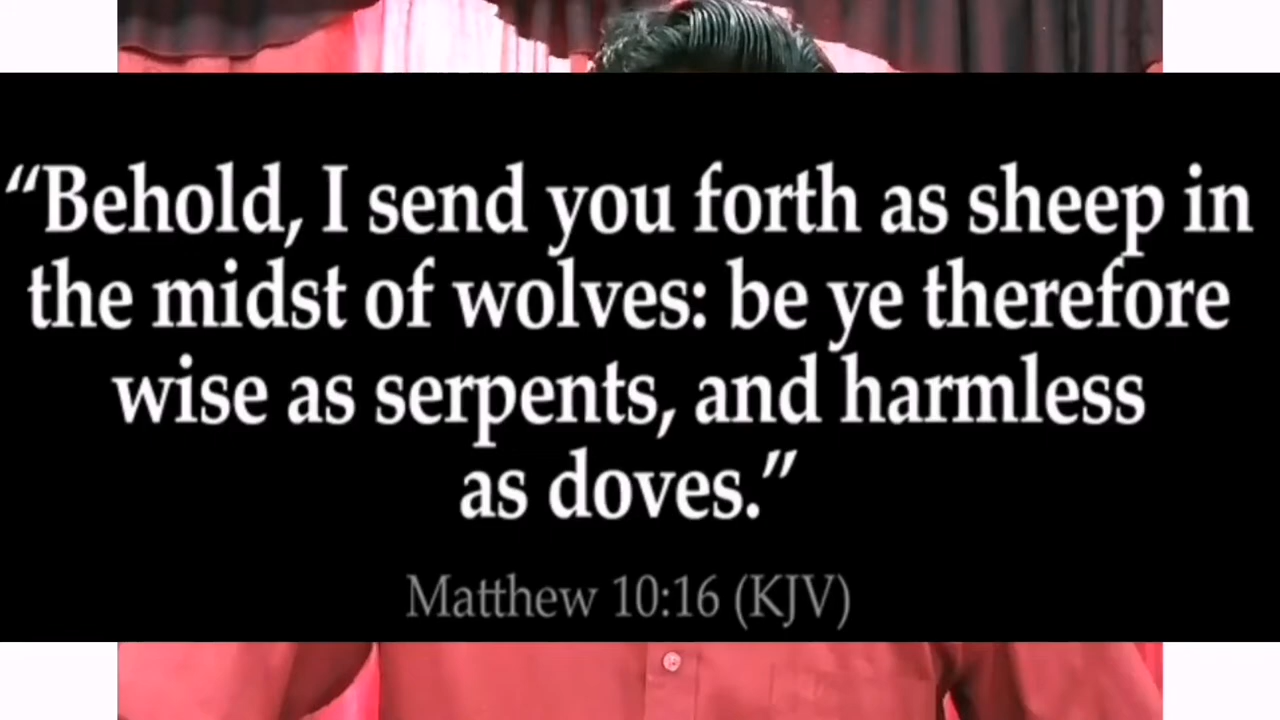 “Behold, I send you forth as sheep in
the midst of wolves: be ye therefore
wise as serpents, and harmless
as doves.”
Matthew 10:16 (KJV)